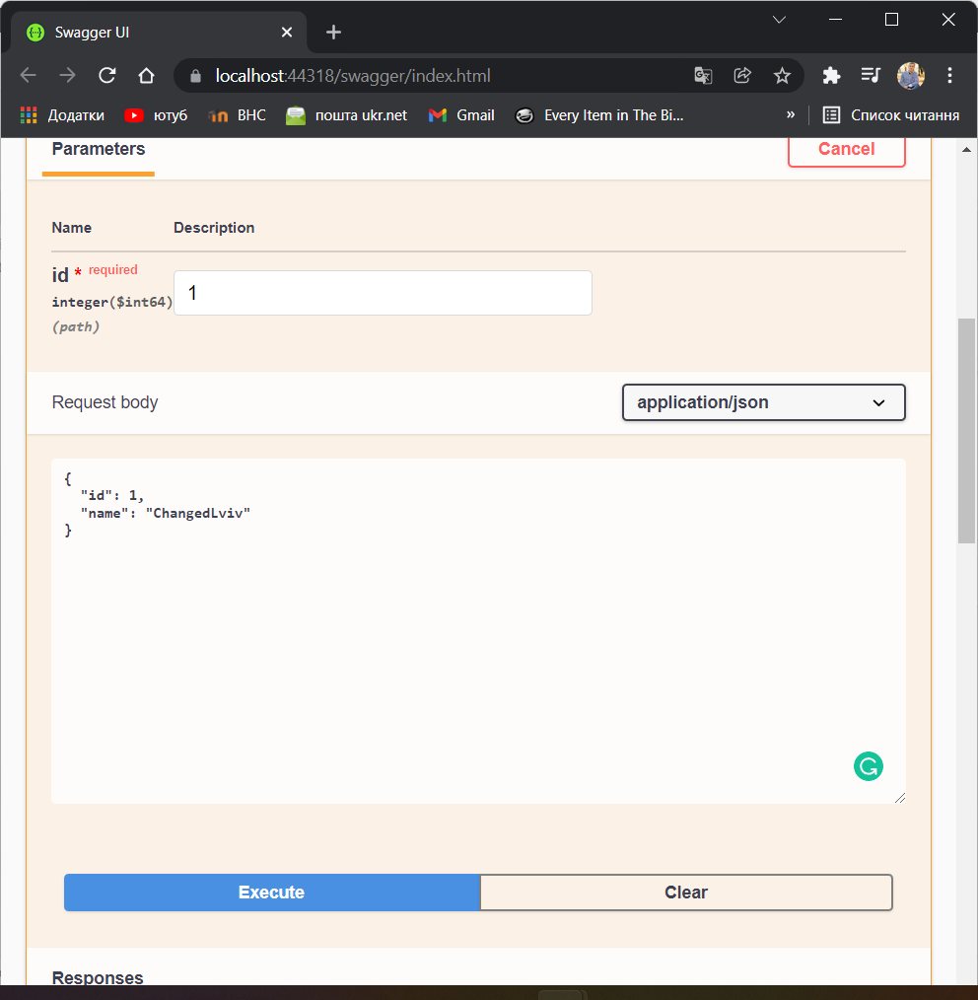 Swagger UI
localhost:44318/swagger/index.html
Додатки ютуб ВНС пошта ukr.net Gmail Every Item in The Bi... » Список читання
Parameters Cancel
Name Description
id * required
integer($int64) 1
(path)
Request body application/json
{
"id": 1,
"name": "ChangedLviv"
}
Execute Clear
Responses